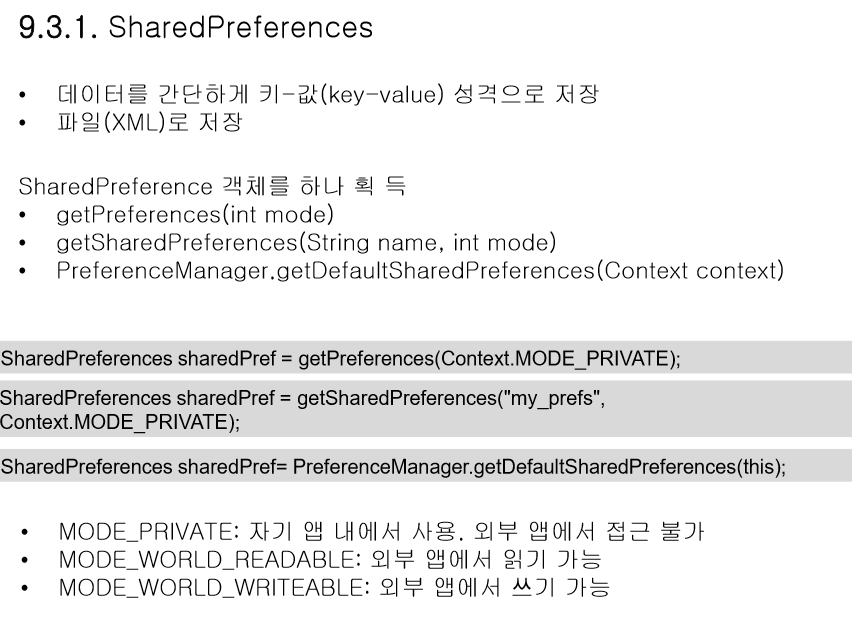 9.3.1. SharedPreferences
• 데이터를 간단하게 키-값(key-value) 성격으로 저장
• 파일(XML)로 저장
SharedPreference 객체를 하나 획 득
• getPreferences(int mode)
• getSharedPreferences(String name, int mode)
• PreferenceManager.getDefaultSharedPreferences(Context context)
SharedPreferences sharedPref = getPreferences(Context.MODE_PRIVATE);
SharedPreferences sharedPref = getSharedPreferences("my_prefs",
Context.MODE_PRIVATE);
SharedPreferences sharedPref= PreferenceManager.getDefaultSharedPreferences(this);
• MODE_PRIVATE: 자기 앱 내에서 사용. 외부 앱에서 접근 불가
• MODE_WORLD_READABLE: 외부 앱에서 읽기 가능
• MODE_WORLD_WRITEABLE: 외부 앱에서 쓰기 가능